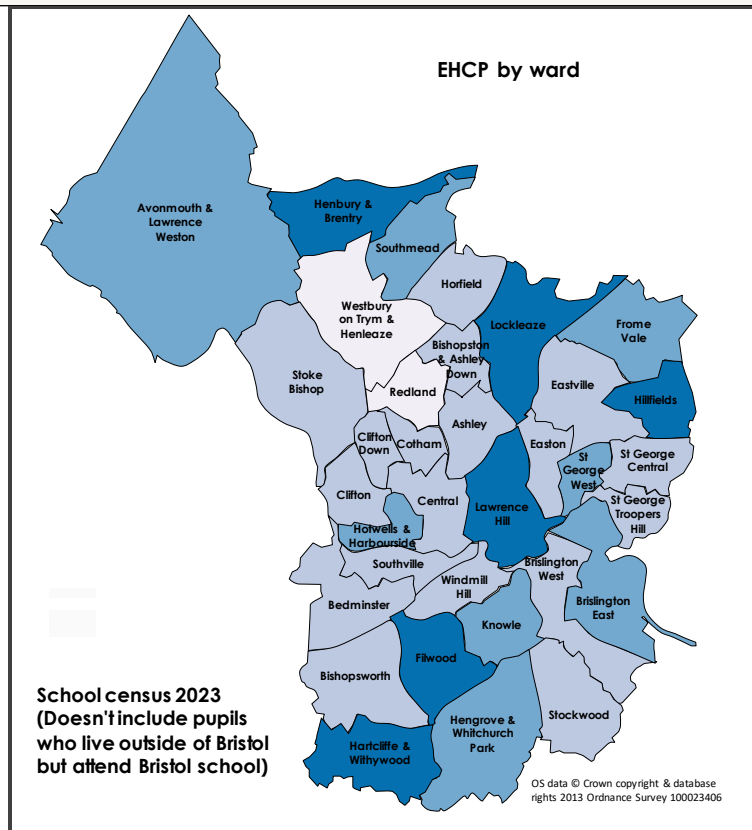 EHCP by ward
Avonmouth &
Lawrence
Weston
Henbury &
Brentry
Southmead
Horfield
Westbury
on Trym &
Henleaze
Lockleaze
Frome
Vale
Bishopston
& Ashley
Down
Stoke
Bishop
Eastville
Redland
Hillfields
Ashley
Clifton
Down
Cotham
Easton
St
George
West
St George
Central
Clifton
Central
Lawrence
Hill
St George
Troopers
Hill
Hotwells &
Harbourside
Southville
Brislington
West
Windmill
Hill
Bedminster
Brislington
East
Knowle
Filwood
Bishopsworth
School census 2023
(Doesn't include pupils
who live outside of Bristol
but attend Bristol school)
Hengrove &
Whitchurch
Park
Stockwood
Hartcliffe &
Withywood
OS data © Crown copyright & database
rights 2013 Ordnance Survey 100023406